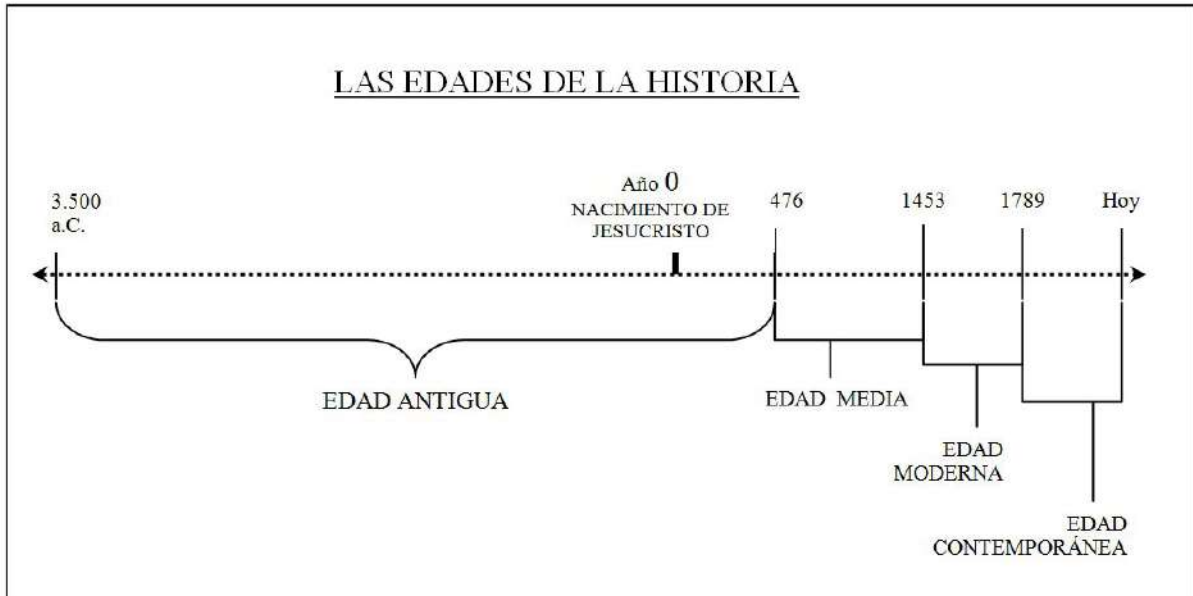 LAS EDADES DE LA HISTORIA
3.500
a.C.
Año 0
NACIMIENTO DE
JESUCRISTO
476
1453
1789
Hoy
EDAD ANTIGUA
EDAD MEDIA
EDAD
MODERNA
EDAD
CONTEMPORÁNEA